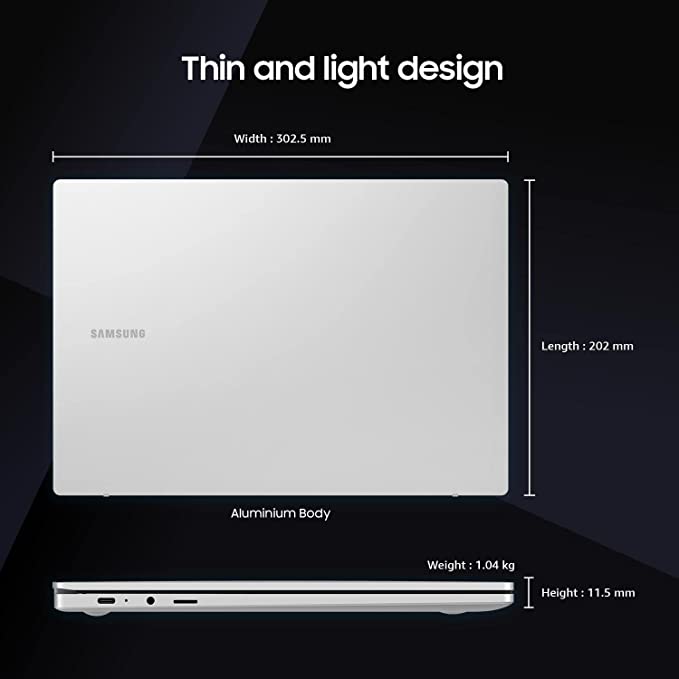 Thin and light design
Width : 302.5 mm
SAMSUNG
Length : 202 mm
Aluminium Body
Weight : 1.04 kg
Height : 11.5 mm